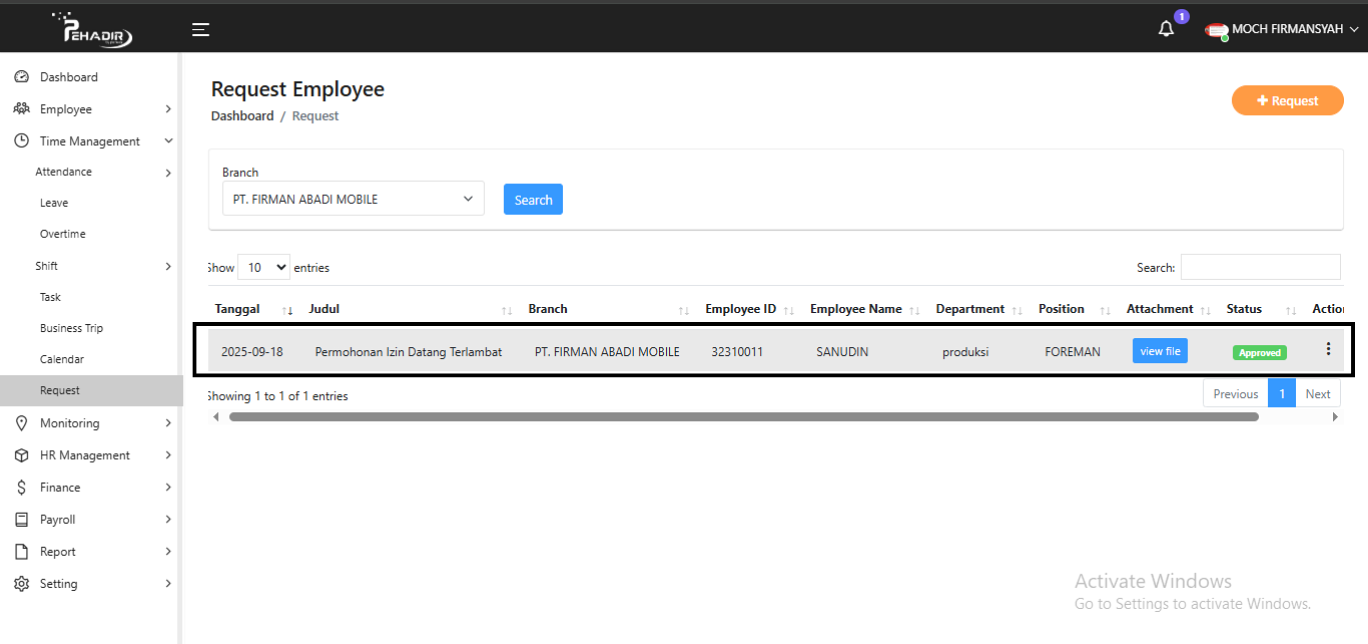 PEHADIR
1
MOCH FIRMANSYAH
Dashboard
Employee
Time Management
Attendance
Leave
Overtime
Shift
Task
Business Trip
Calendar
Request
Monitoring
HR Management
Finance
Payroll
Report
Setting
Request Employee
Dashboard / Request
+ Request
Branch
PT. FIRMAN ABADI MOBILE
Search
Show 10 entries
Search:
Tanggal Judul Branch Employee ID Employee Name Department Position Attachment Status Action
2025-09-18 Permohonan Izin Datang Terlambat PT. FIRMAN ABADI MOBILE 32310011 SANUDIN produksi FOREMAN view file Approved
Showing 1 to 1 of 1 entries
Previous 1 Next
Activate Windows
Go to Settings to activate Windows.